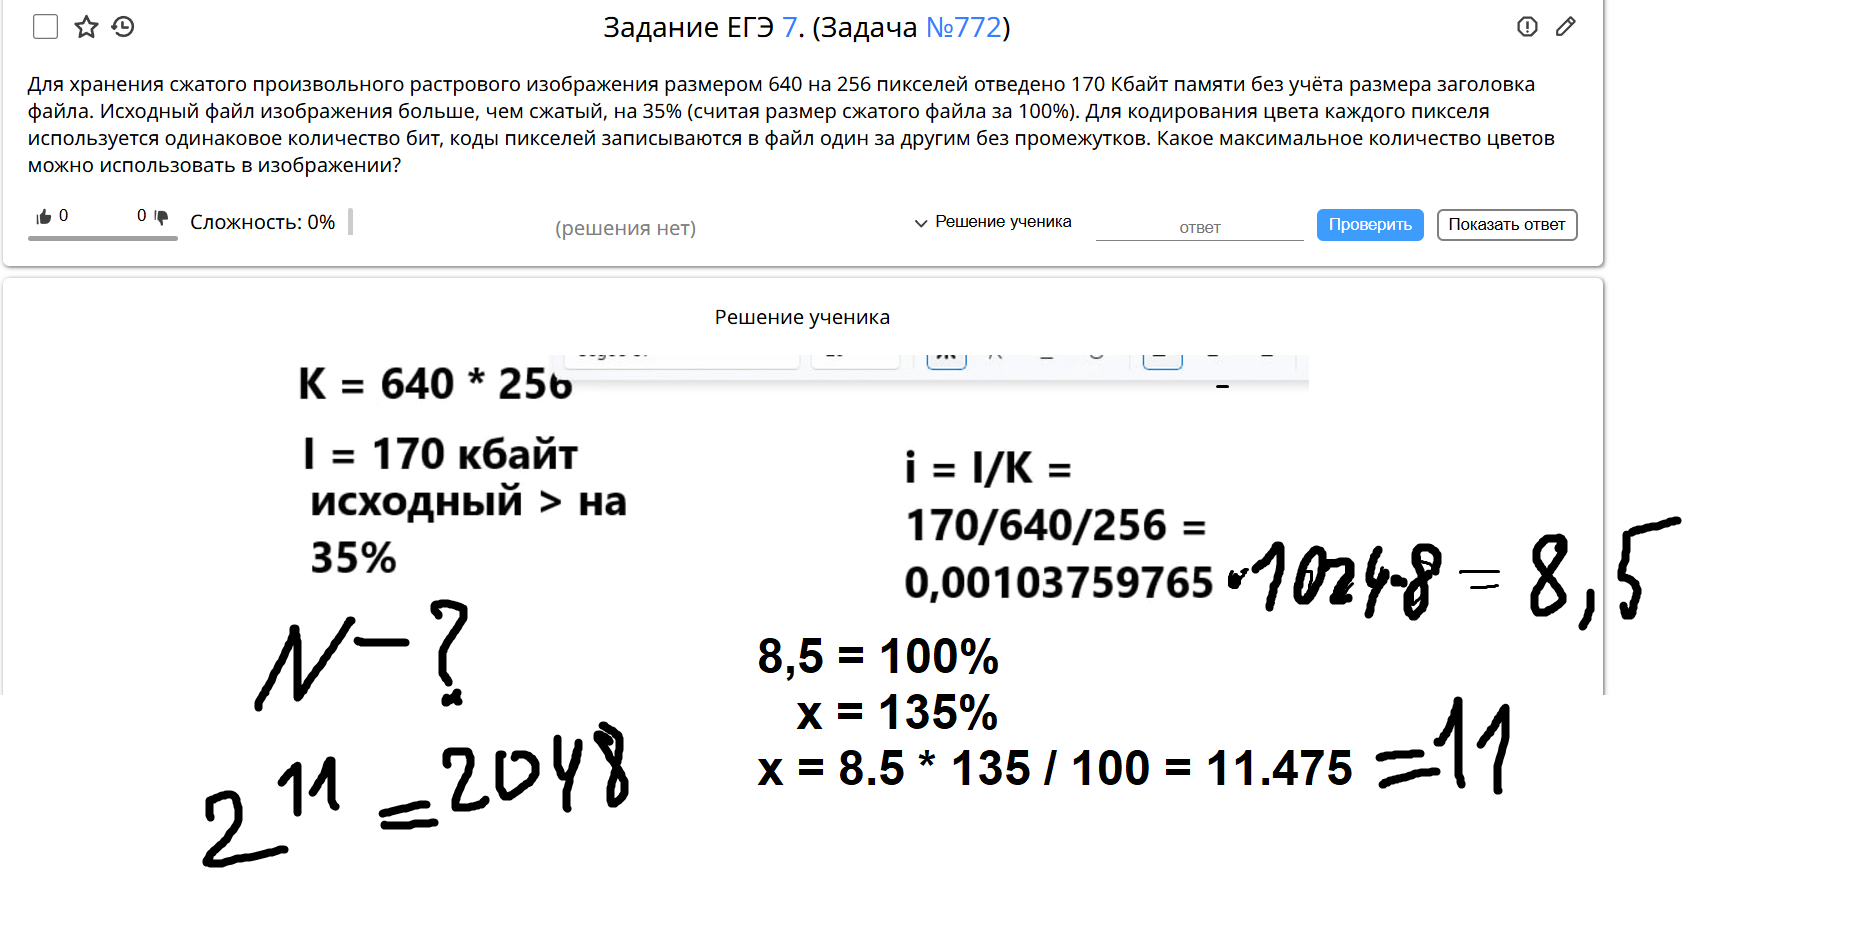 Задание ЕГЭ 7. (Задача №772)
Для хранения сжатого произвольного растрового изображения размером 640 на 256 пикселей отведено 170 Кбайт памяти без учёта размера заголовка
файла. Исходный файл изображения больше, чем сжатый, на 35% (считая размер сжатого файла за 100%). Для кодирования цвета каждого пикселя
используется одинаковое количество бит, коды пикселей записываются в файл один за другим без промежутков. Какое максимальное количество цветов
можно использовать в изображении?
0 0 Сложность: 0% (решения нет) Решение ученика ответ Проверить Показать ответ
Решение ученика
K = 640 * 256
I = 170 кбайт
исходный > на
35%
N - ?
2^11 = 2048
i = I/K =
170/640/256 =
0,00103759765 · 1024·8 = 8,5
8,5 = 100%
x = 135%
x = 8.5 * 135 / 100 = 11.475 = 11